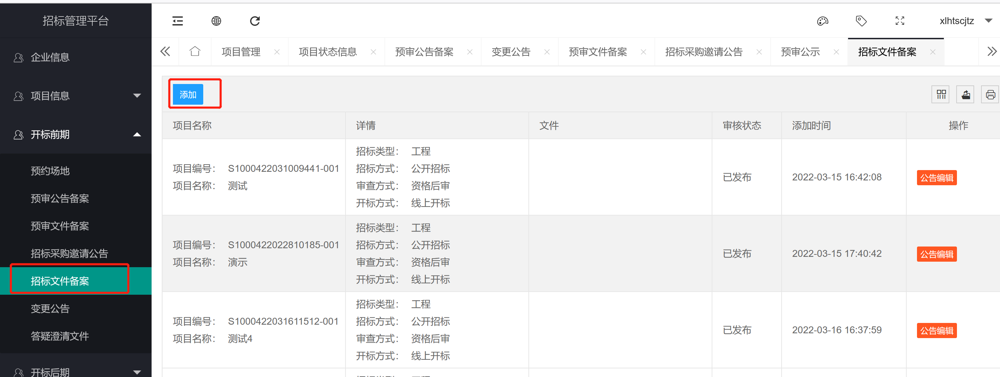 招标管理平台
xlhtscjtz
企业信息
项目信息
开标前期
预约场地
预审公告备案
预审文件备案
招标采购邀请公告
招标文件备案
变更公告
答疑澄清文件
开标后期
项目管理
项目状态信息
预审公告备案
变更公告
预审文件备案
招标采购邀请公告
预审公示
招标文件备案
添加
项目名称 详情 文件 审核状态 添加时间 操作
项目编号： S1000422031009441-001
项目名称： 测试
招标类型： 工程
招标方式： 公开招标
审查方式： 资格后审
开标方式： 线上开标
已发布
2022-03-15 16:42:08
公告编辑
项目编号： S1000422022810185-001
项目名称： 演示
招标类型： 工程
招标方式： 公开招标
审查方式： 资格后审
开标方式： 线上开标
已发布
2022-03-15 17:40:42
公告编辑
项目编号： S1000422031611512-001
项目名称： 测试4
招标类型： 工程
招标方式： 公开招标
审查方式： 资格后审
开标方式： 线上开标
已发布
2022-03-16 16:37:59
公告编辑